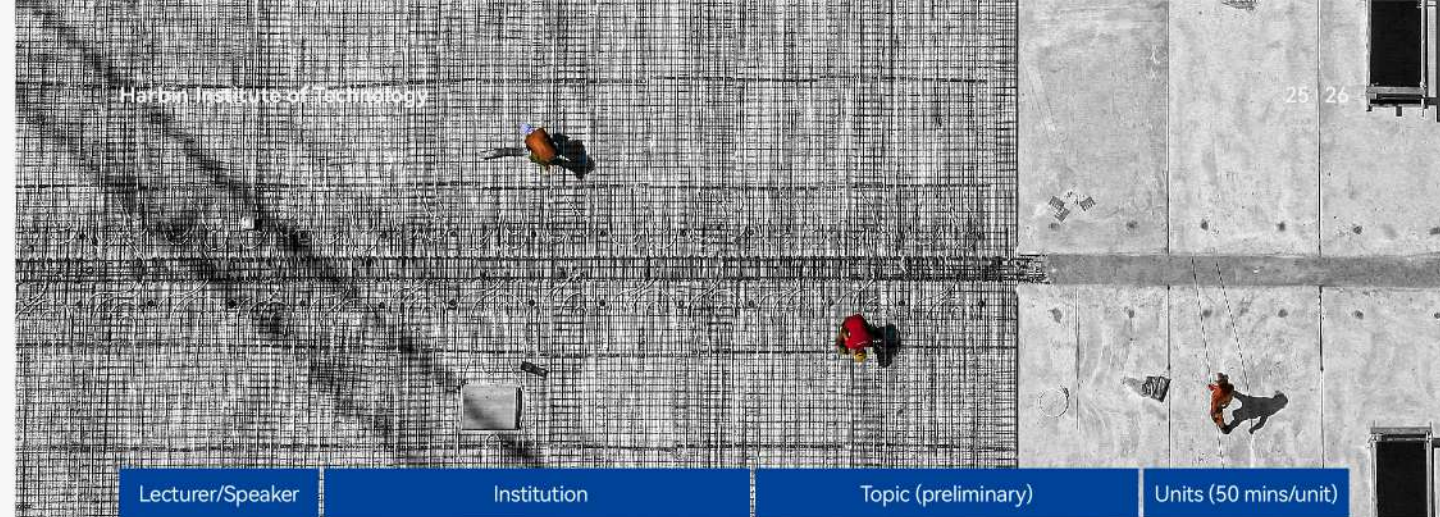 Harbin Institute of Technology
25 26
Lecturer/Speaker
Institution
Topic (preliminary)
Units (50 mins/unit)